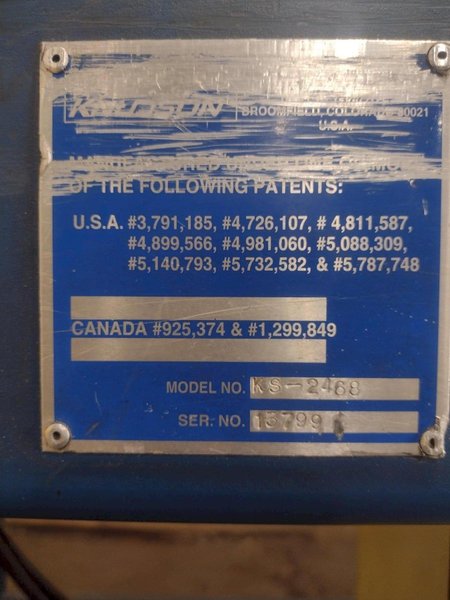 KNUDSON
BROOMFIELD, COLORADO 80021
U.S.A.
OF THE FOLLOWING PATENTS:
U.S.A. #3,791,185, #4,726,107, # 4,811,587,
#4,899,566, #4,981,060, #5,088,309,
#5,140,793, #5,732,582, & #5,787,748
CANADA #925,374 & #1,299,849
MODEL NO. KS-2468
SER. NO. 13799